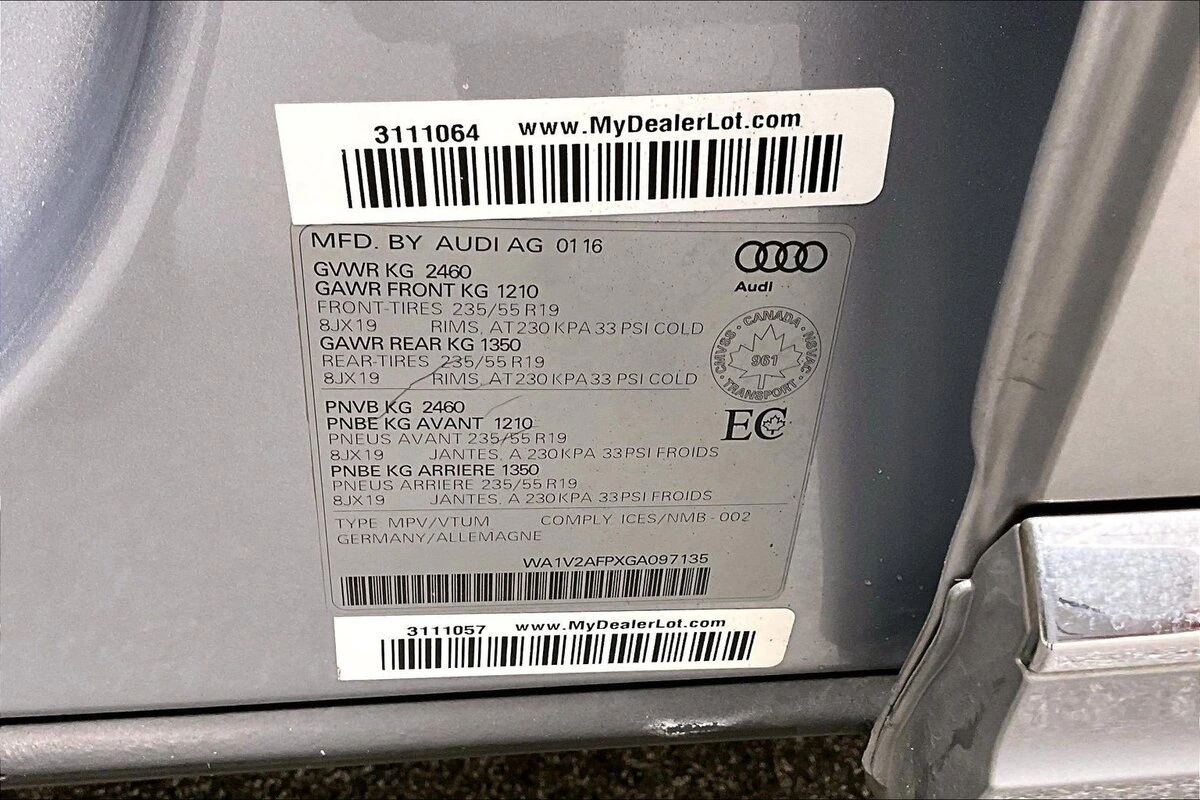 3111064 www.MyDealerLot.com
MFD. BY AUDI AG 01 16
Audi
GVWR KG 2460
GAWR FRONT KG 1210
FRONT-TIRES 235/55 R19
8JX19 RIMS, AT 230 KPA 33 PSI COLD
GAWR REAR KG 1350
REAR-TIRES 235/55 R19
8JX19 RIMS, AT 230 KPA 33 PSI COLD
CANADA
CMVSS NSVAC
961
TRANSPORT
PNVB KG 2460
PNBE KG AVANT 1210
PNEUS AVANT 235/55 R19
8JX19 JANTES, A 230 KPA 33 PSI FROIDS
EC
PNBE KG ARRIERE 1350
PNEUS ARRIERE 235/55 R19
8JX19 JANTES, A 230 KPA 33 PSI FROIDS
TYPE MPV/VTUM COMPLY ICES/NMB - 002
GERMANY/ALLEMAGNE
WA1V2AFPXGA097135
3111057 www.MyDealerLot.com